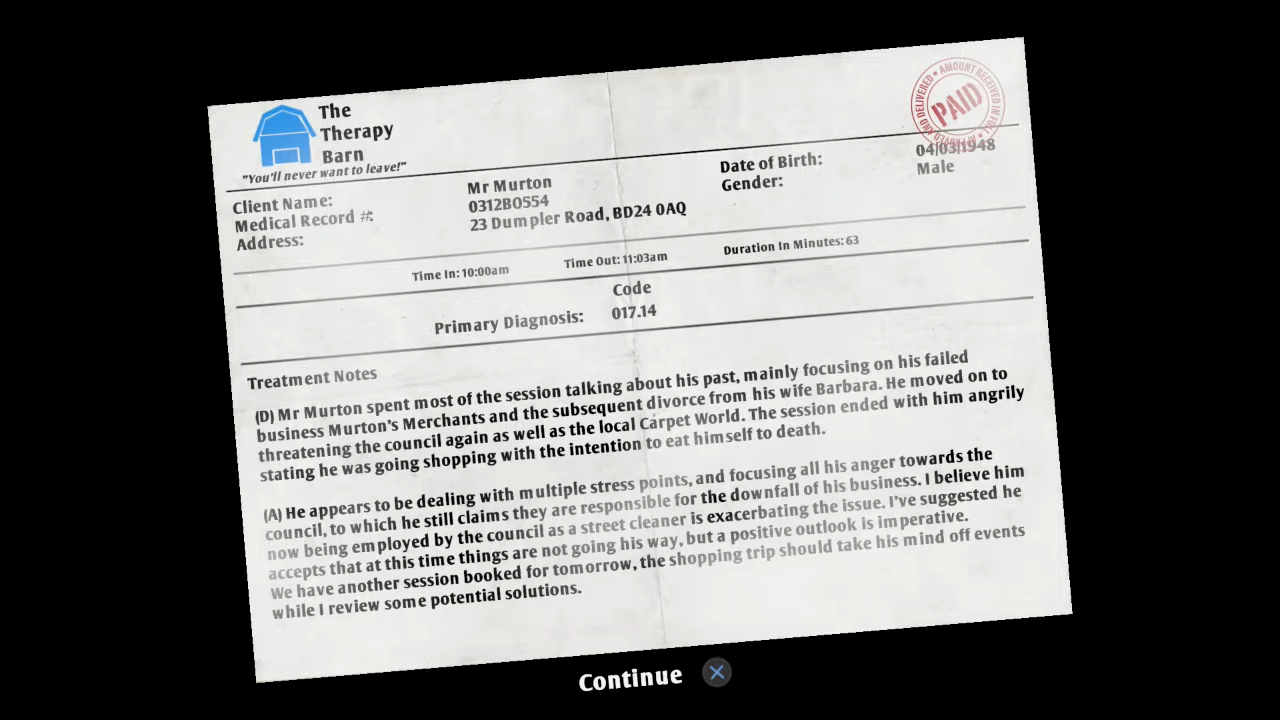 The
Therapy
Barn
"You'll never want to leave!"
AMOUNT RECEIVED IN FULL
AND DELIVERED
PAID
Client Name: Mr Murton Date of Birth: 04/03/1948
Medical Record #: 0312BO554 Gender: Male
Address: 23 Dumpler Road, BD24 0AQ
Time In: 10:00am Time Out: 11:03am Duration In Minutes: 63
Code
Primary Diagnosis: 017.14
Treatment Notes
(D) Mr Murton spent most of the session talking about his past, mainly focusing on his failed
business Murton's Merchants and the subsequent divorce from his wife Barbara. He moved on to
threatening the council again as well as the local Carpet World. The session ended with him angrily
stating he was going shopping with the intention to eat himself to death.
(A) He appears to be dealing with multiple stress points, and focusing all his anger towards the
council, to which he still claims they are responsible for the downfall of his business. I believe him
now being employed by the council as a street cleaner is exacerbating the issue. I've suggested he
accepts that at this time things are not going his way, but a positive outlook is imperative.
We have another session booked for tomorrow, the shopping trip should take his mind off events
while I review some potential solutions.
Continue